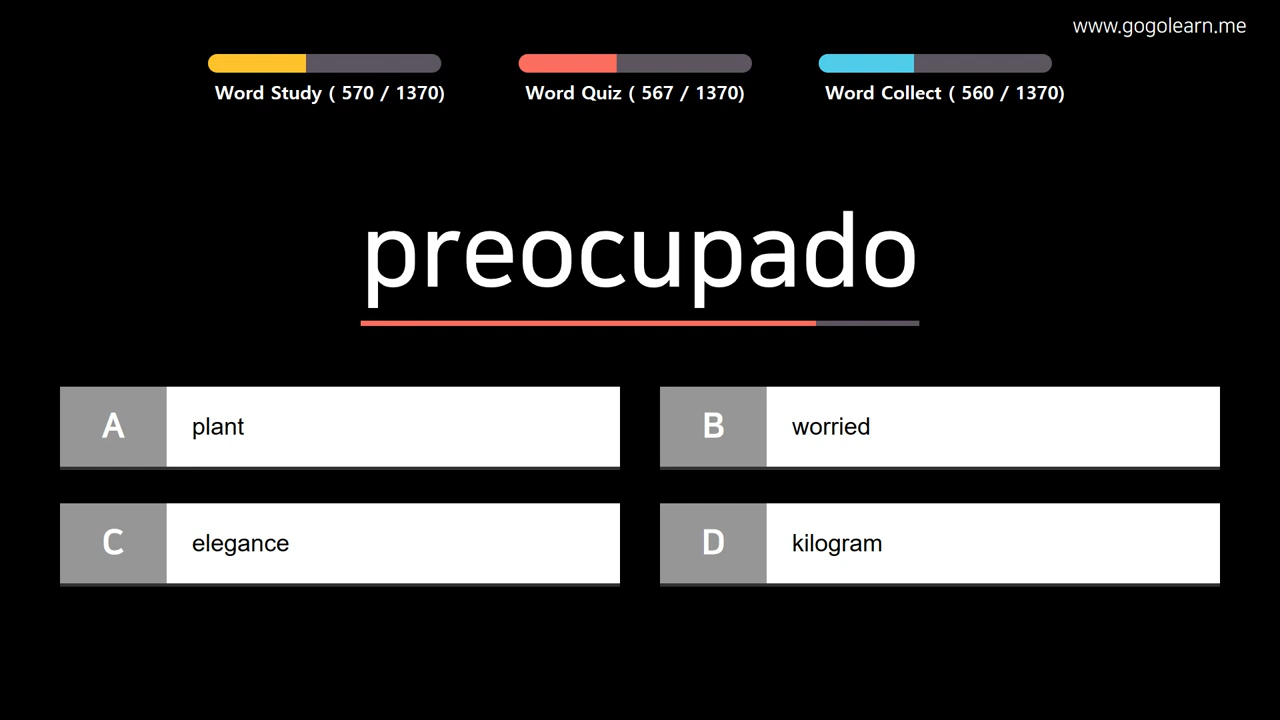 www.gogolearn.me
Word Study ( 570 / 1370)
Word Quiz ( 567 / 1370)
Word Collect ( 560 / 1370)
preocupado
A plant
B worried
C elegance
D kilogram